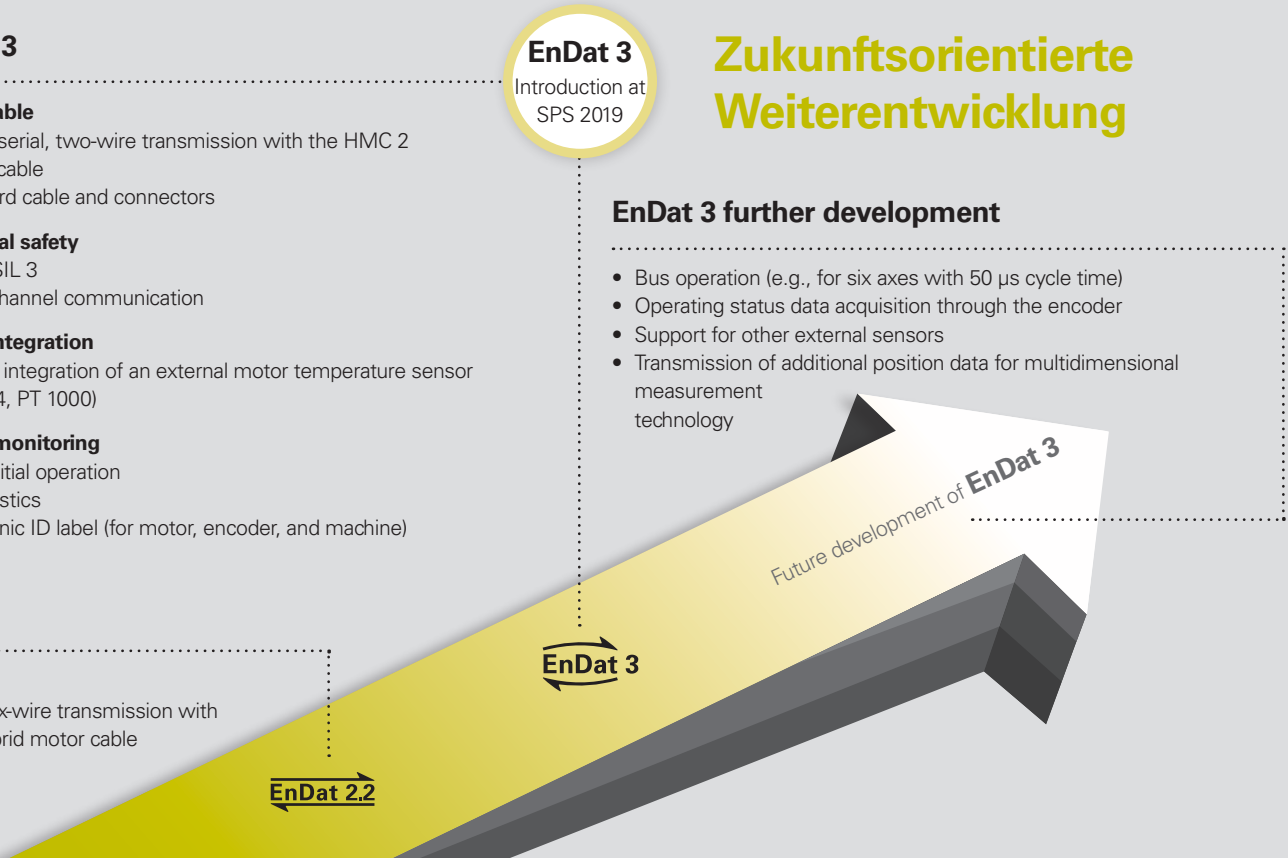 3
able
serial, two-wire transmission with the HMC 2
cable
rd cable and connectors
al safety
SIL 3
hannel communication
ntegration
integration of an external motor temperature sensor
4, PT 1000)
monitoring
itial operation
stics
nic ID label (for motor, encoder, and machine)
x-wire transmission with
brid motor cable
EnDat 3
Introduction at
SPS 2019
Zukunftsorientierte
Weiterentwicklung
EnDat 3 further development
• Bus operation (e.g., for six axes with 50 µs cycle time)
• Operating status data acquisition through the encoder
• Support for other external sensors
• Transmission of additional position data for multidimensional
measurement
technology
Future development of EnDat 3
EnDat 3
EnDat 2.2